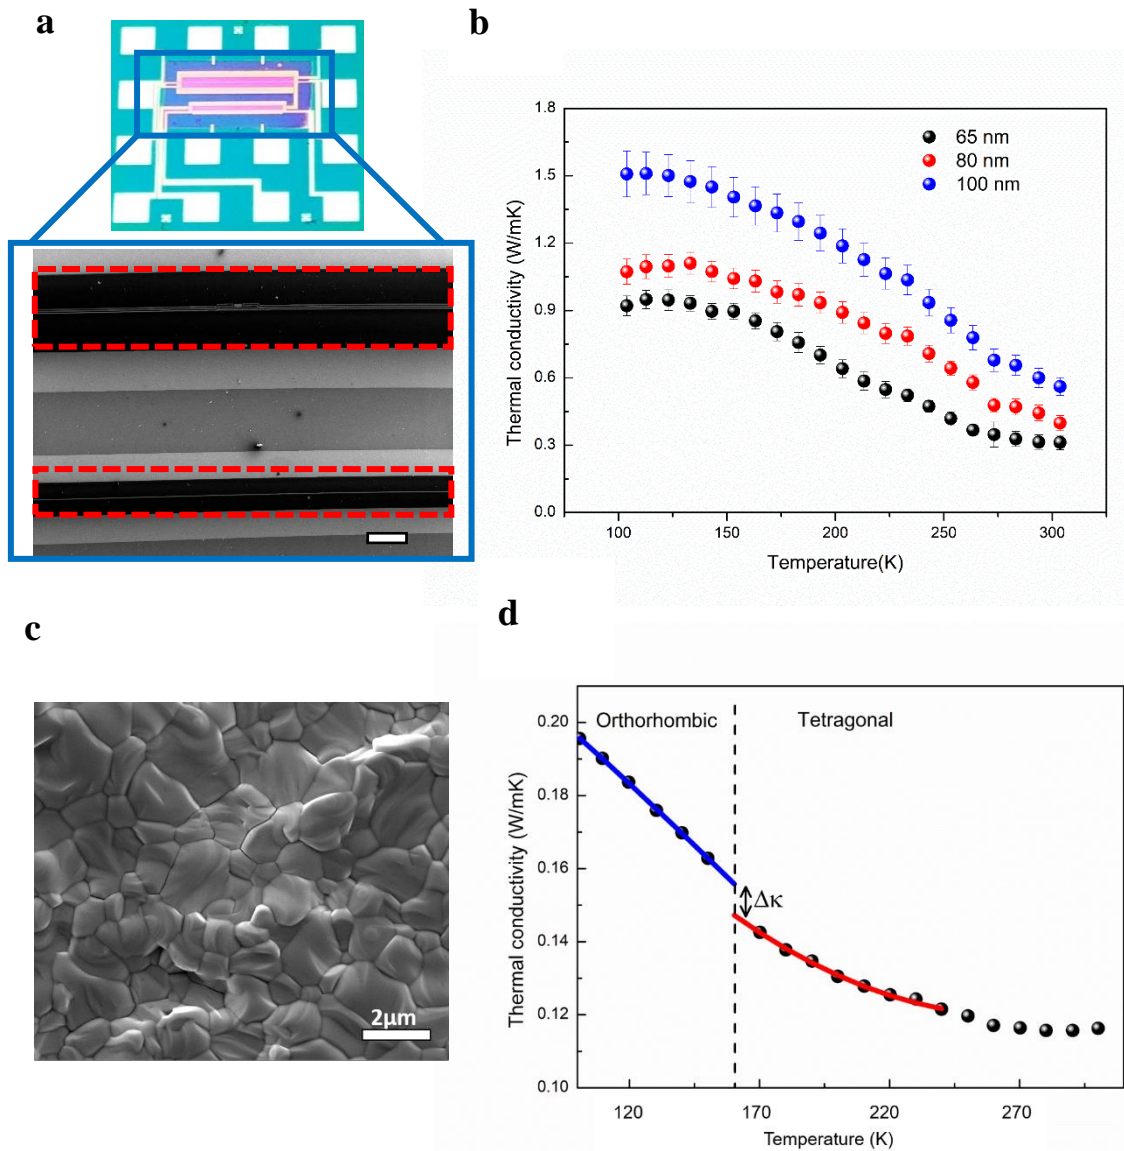 a
b
Thermal conductivity (W/mK)
1.8
1.5
1.2
0.9
0.6
0.3
0.0
65 nm
80 nm
100 nm
100
150
200
250
300
Temperature(K)
c
2μm
d
Thermal conductivity (W/mK)
0.20
0.18
0.16
0.14
0.12
0.10
Orthorhombic
Tetragonal
Δκ
120
170
220
270
Temperature (K)